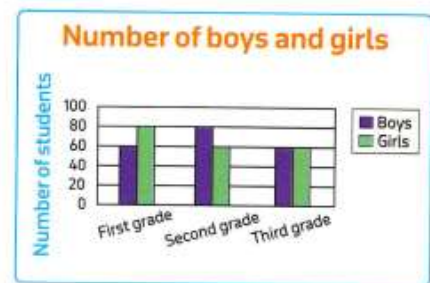 Number of boys and girls
Number of students
100
80
60
40
20
0
First grade
Second grade
Third grade
Boys
Girls